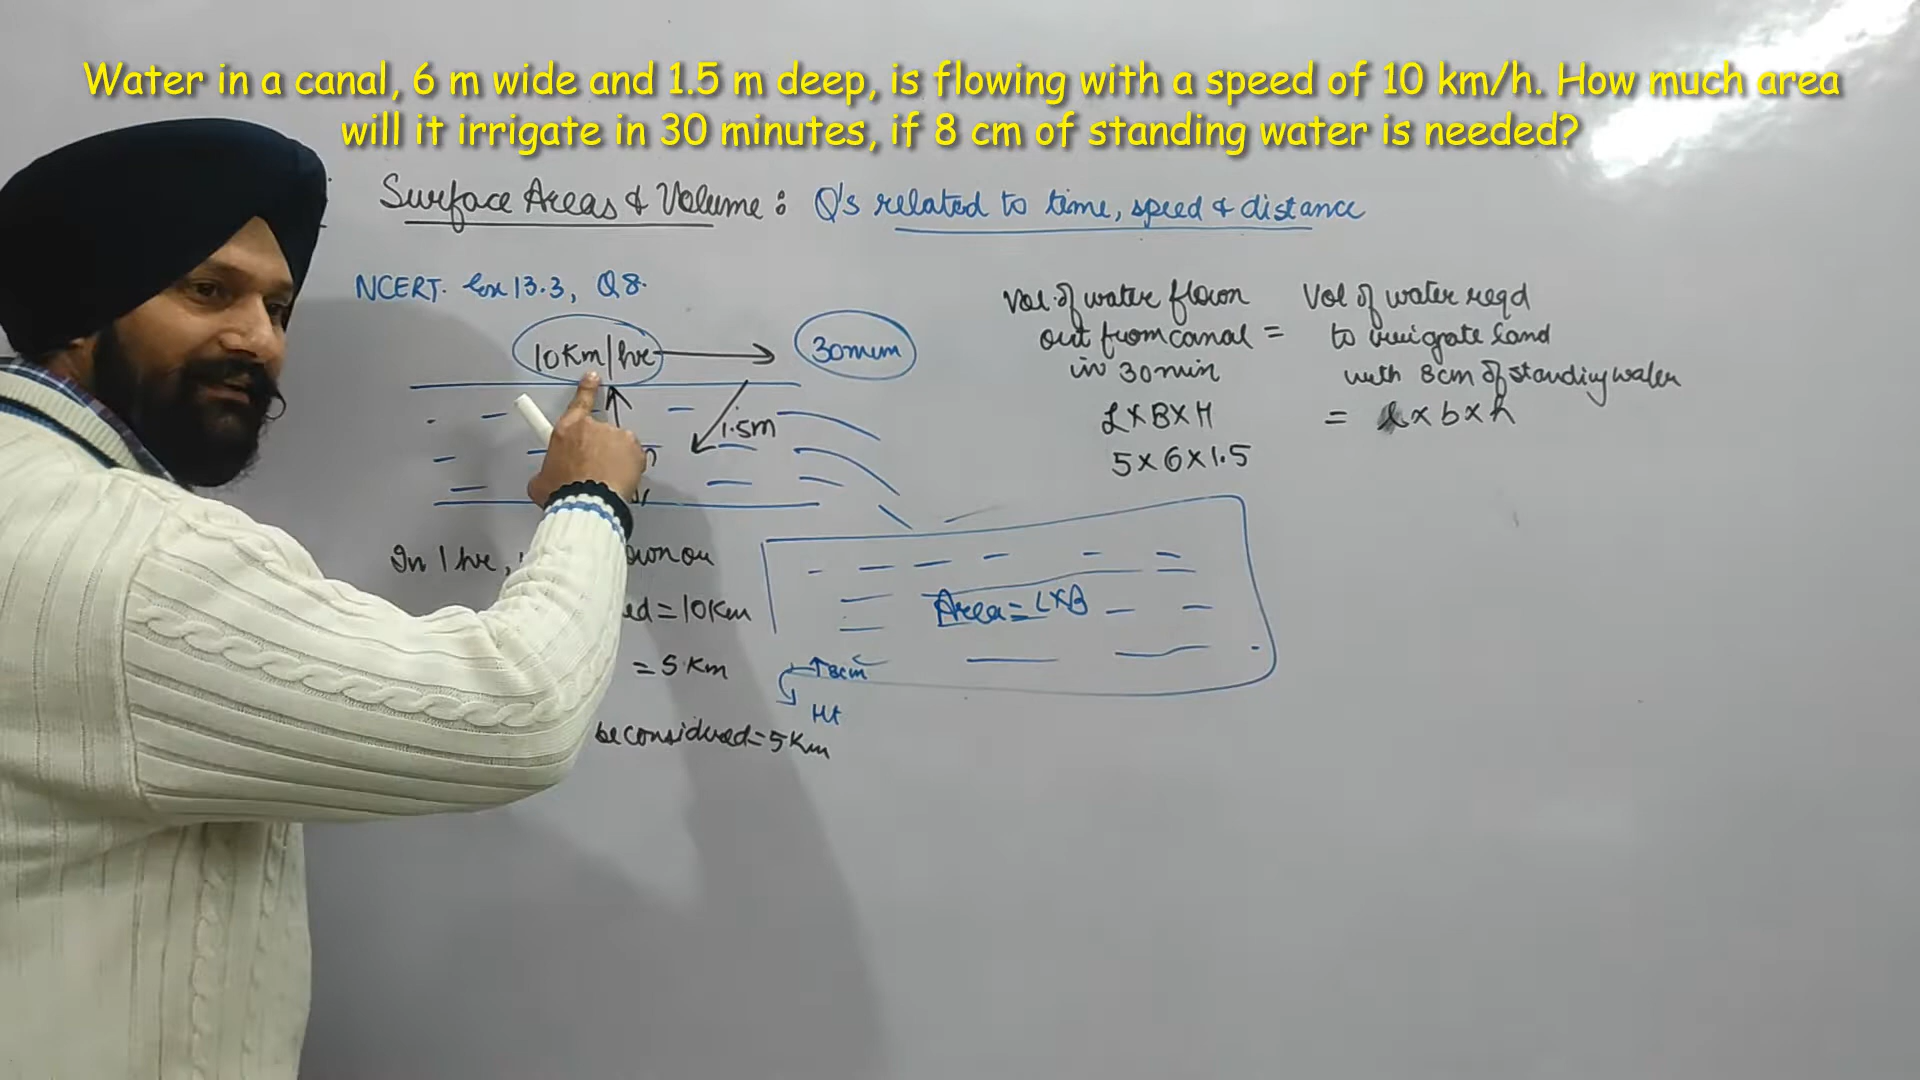 Water in a canal, 6 m wide and 1.5 m deep, is flowing with a speed of 10 km/h. How much area
will it irrigate in 30 minutes, if 8 cm of standing water is needed?
Surface Areas & Volume: Q's related to time, speed & distance
NCERT. Ex 13.3, Q8.
10Km/hr
30min
1.5m
In 1 hr,
=10Km
=5 Km
be considered=5Km
Vol. of water flown
out from canal =
in 30min
LXBXH
5X6X1.5
Vol of water reqd
to irrigate land
with 8cm of standing water
= l x b x h
Area=LXB
8cm
Ht